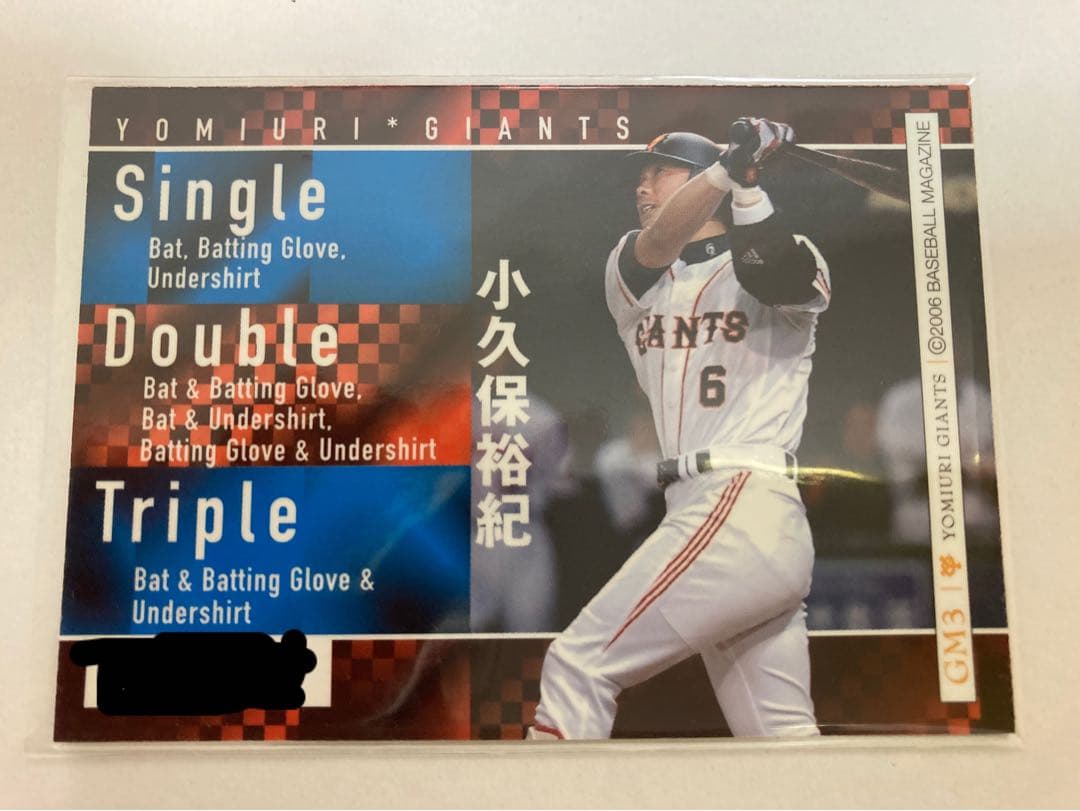 YOMIURI*GIANTS
Single
Bat, Batting Glove,
Undershirt
Double
Bat & Batting Glove,
Bat & Undershirt,
Batting Glove & Undershirt
Triple
Bat & Batting Glove &
Undershirt
小久保裕紀
GIANTS
6
adidas
GM3 | YOMIURI GIANTS | ©2006 BASEBALL MAGAZINE